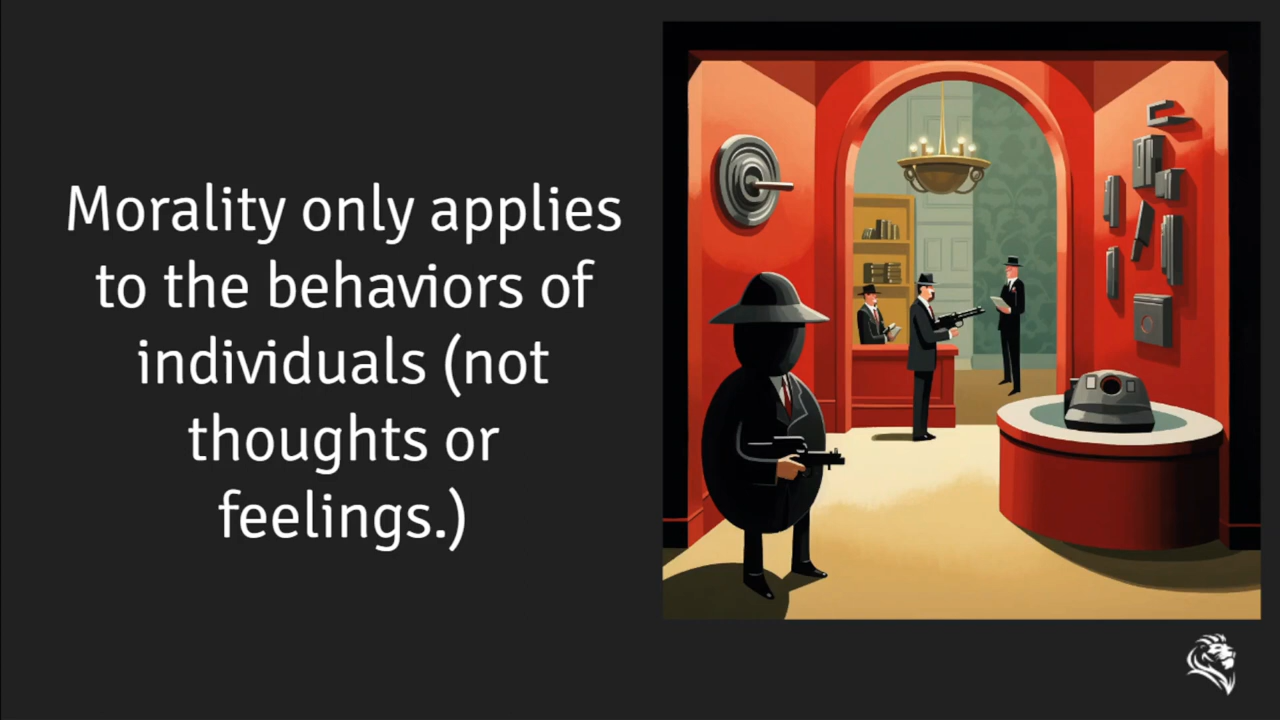 Morality only applies
to the behaviors of
individuals (not
thoughts or
feelings.)